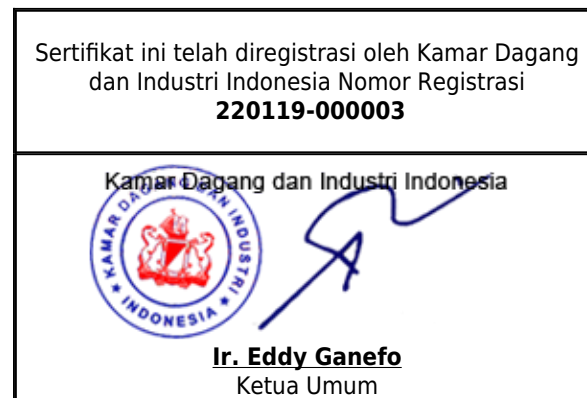 Sertifikat ini telah diregistrasi oleh Kamar Dagang
dan Industri Indonesia Nomor Registrasi
220119-000003
Kamar Dagang dan Industri Indonesia
KAMAR DAGANG DAN INDUSTRI
INDONESIA
Ir. Eddy Ganefo
Ketua Umum